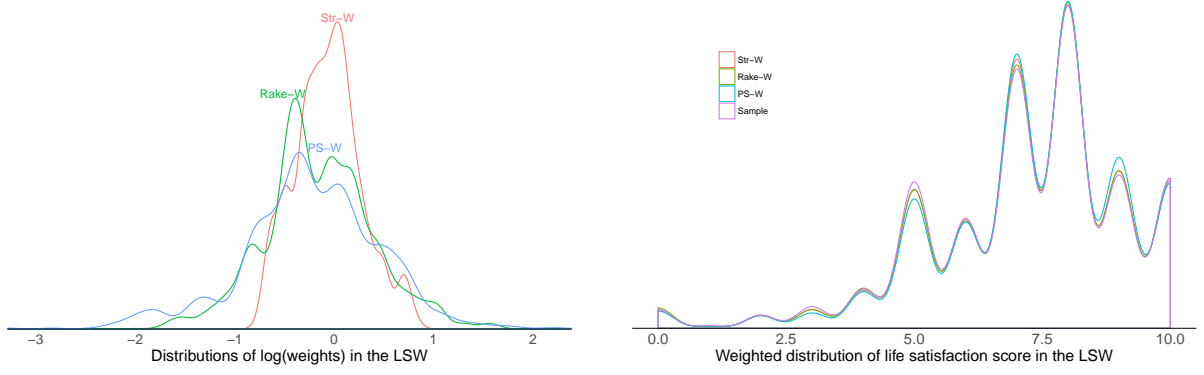 Str−W
Rake−W
PS−W
−3 −2 −1 0 1 2
Distributions of log(weights) in the LSW
Str−W
Rake−W
PS−W
Sample
0.0 2.5 5.0 7.5 10.0
Weighted distribution of life satisfaction score in the LSW